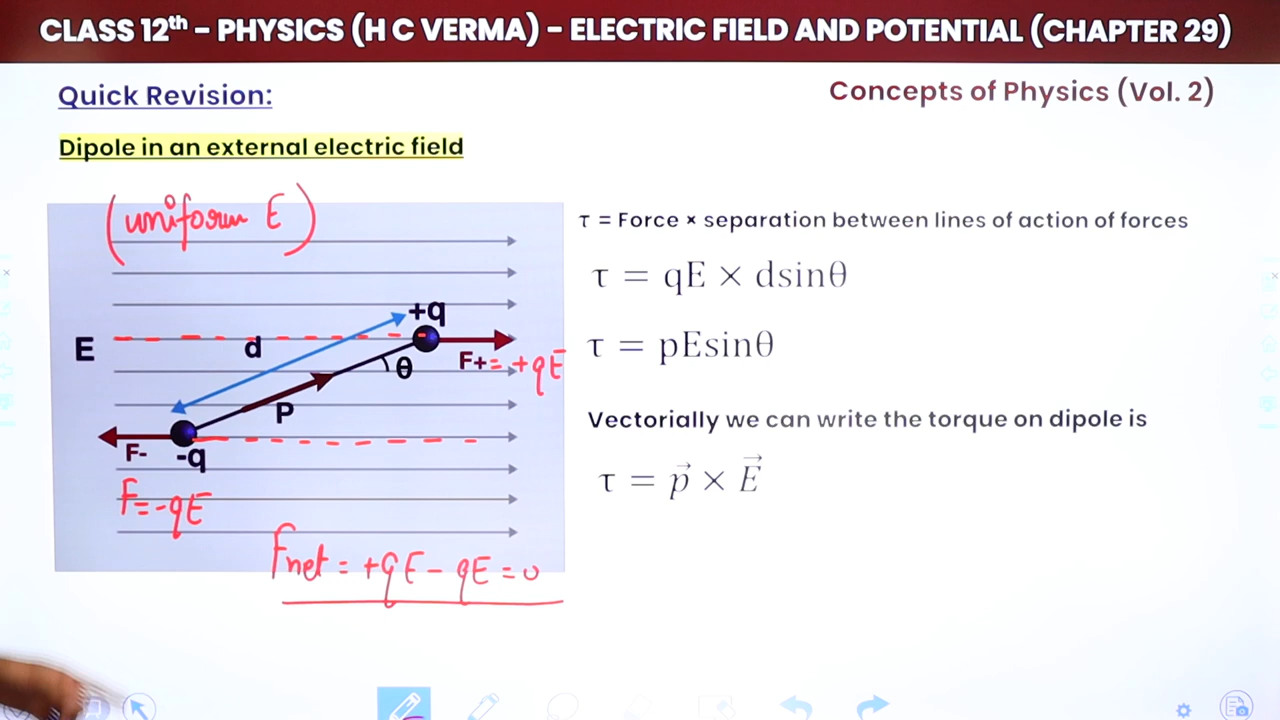 CLASS 12th – PHYSICS (H C VERMA) – ELECTRIC FIELD AND POTENTIAL (CHAPTER 29)
Quick Revision:
Concepts of Physics (Vol. 2)
Dipole in an external electric field
(uniform E)
E
d
+q
θ
F+ = +qE
P
F-
-q
F = -qE
Fnet = +qE - qE = 0
τ = Force × separation between lines of action of forces
τ = qE × dsinθ
τ = pEsinθ
Vectorially we can write the torque on dipole is
τ = p⃗ × E⃗